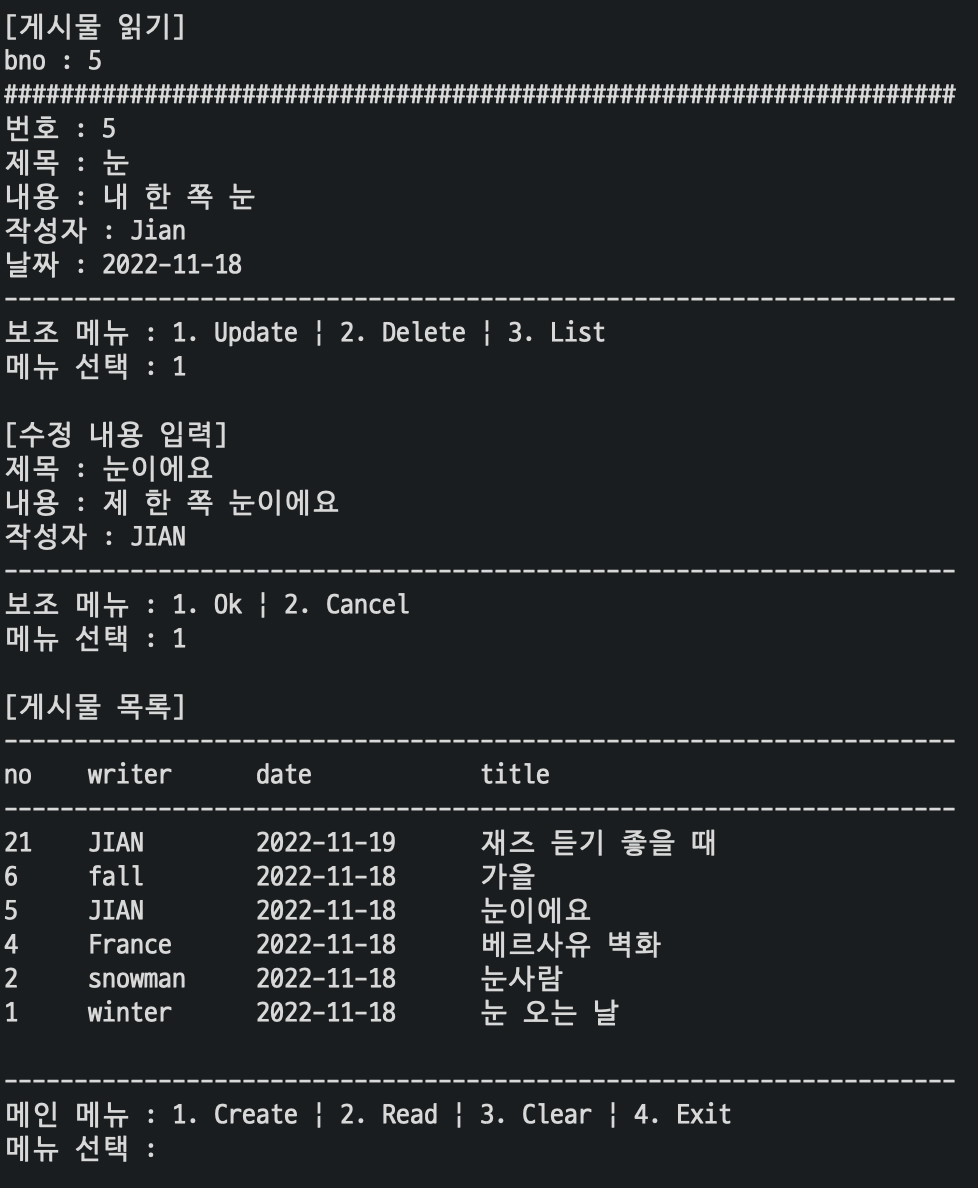 [게시물 읽기]
bno : 5
####################################################################
번호 : 5
제목 : 눈
내용 : 내 한 쪽 눈
작성자 : Jian
날짜 : 2022-11-18
--------------------------------------------------------------------
보조 메뉴 : 1. Update | 2. Delete | 3. List
메뉴 선택 : 1
[수정 내용 입력]
제목 : 눈이에요
내용 : 제 한 쪽 눈이에요
작성자 : JIAN
--------------------------------------------------------------------
보조 메뉴 : 1. Ok | 2. Cancel
메뉴 선택 : 1
[게시물 목록]
--------------------------------------------------------------------
no    writer      date            title
--------------------------------------------------------------------
21    JIAN        2022-11-19      재즈 듣기 좋을 때
6     fall        2022-11-18      가을
5     JIAN        2022-11-18      눈이에요
4     France      2022-11-18      베르사유 벽화
2     snowman     2022-11-18      눈사람
1     winter      2022-11-18      눈 오는 날
--------------------------------------------------------------------
메인 메뉴 : 1. Create | 2. Read | 3. Clear | 4. Exit
메뉴 선택 :